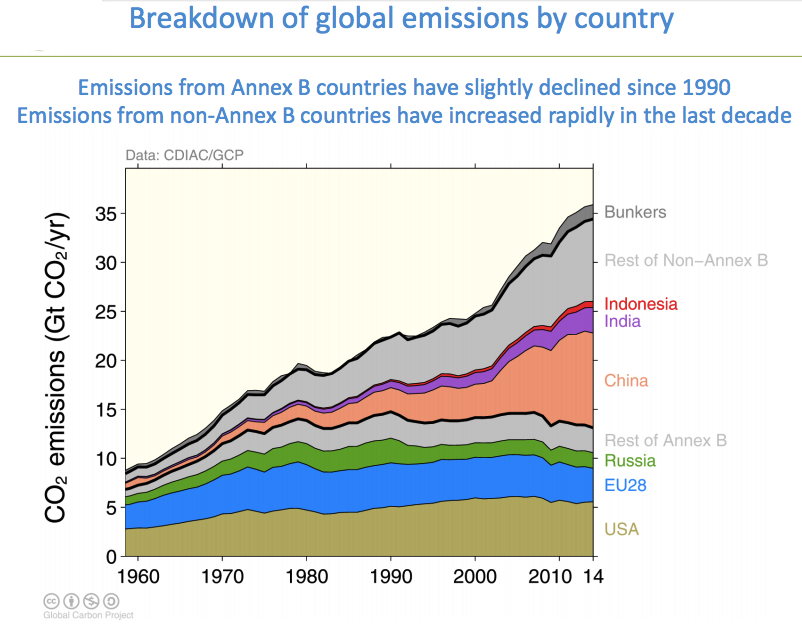 Breakdown of global emissions by country
Emissions from Annex B countries have slightly declined since 1990
Emissions from non-Annex B countries have increased rapidly in the last decade
Data: CDIAC/GCP
CO₂ emissions (Gt CO₂/yr)
35
30
25
20
15
10
5
0
Bunkers
Rest of Non−Annex B
Indonesia
India
China
Rest of Annex B
Russia
EU28
USA
1960 1970 1980 1990 2000 2010 14
cc
Global Carbon Project